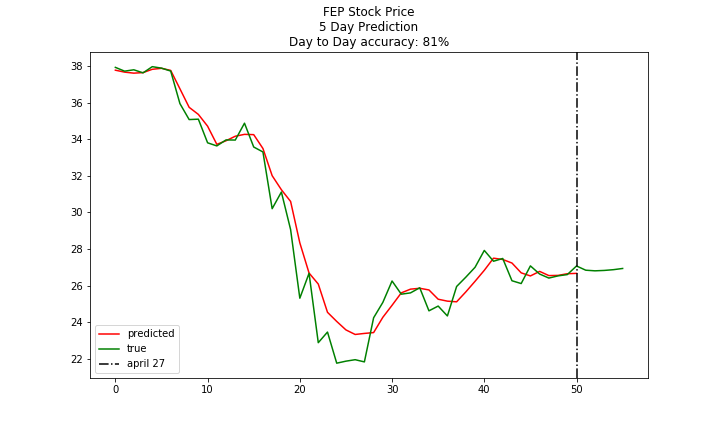 FEP Stock Price
5 Day Prediction
Day to Day accuracy: 81%
38
36
34
32
30
28
26
24
22
predicted
true
april 27
0
10
20
30
40
50